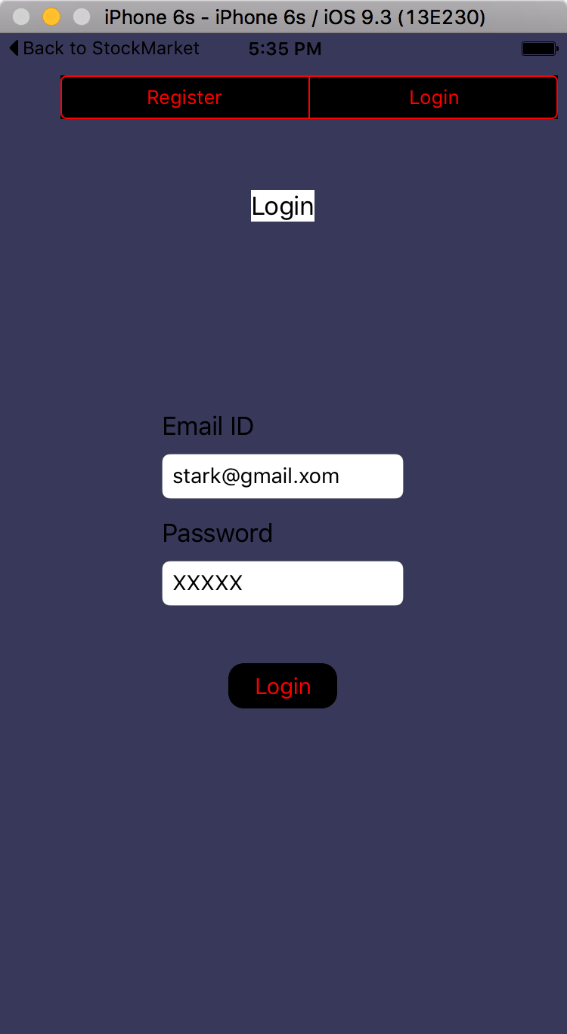 iPhone 6s - iPhone 6s / iOS 9.3 (13E230)
Back to StockMarket 5:35 PM
Register Login
Login
Email ID
stark@gmail.xom
Password
XXXXX
Login